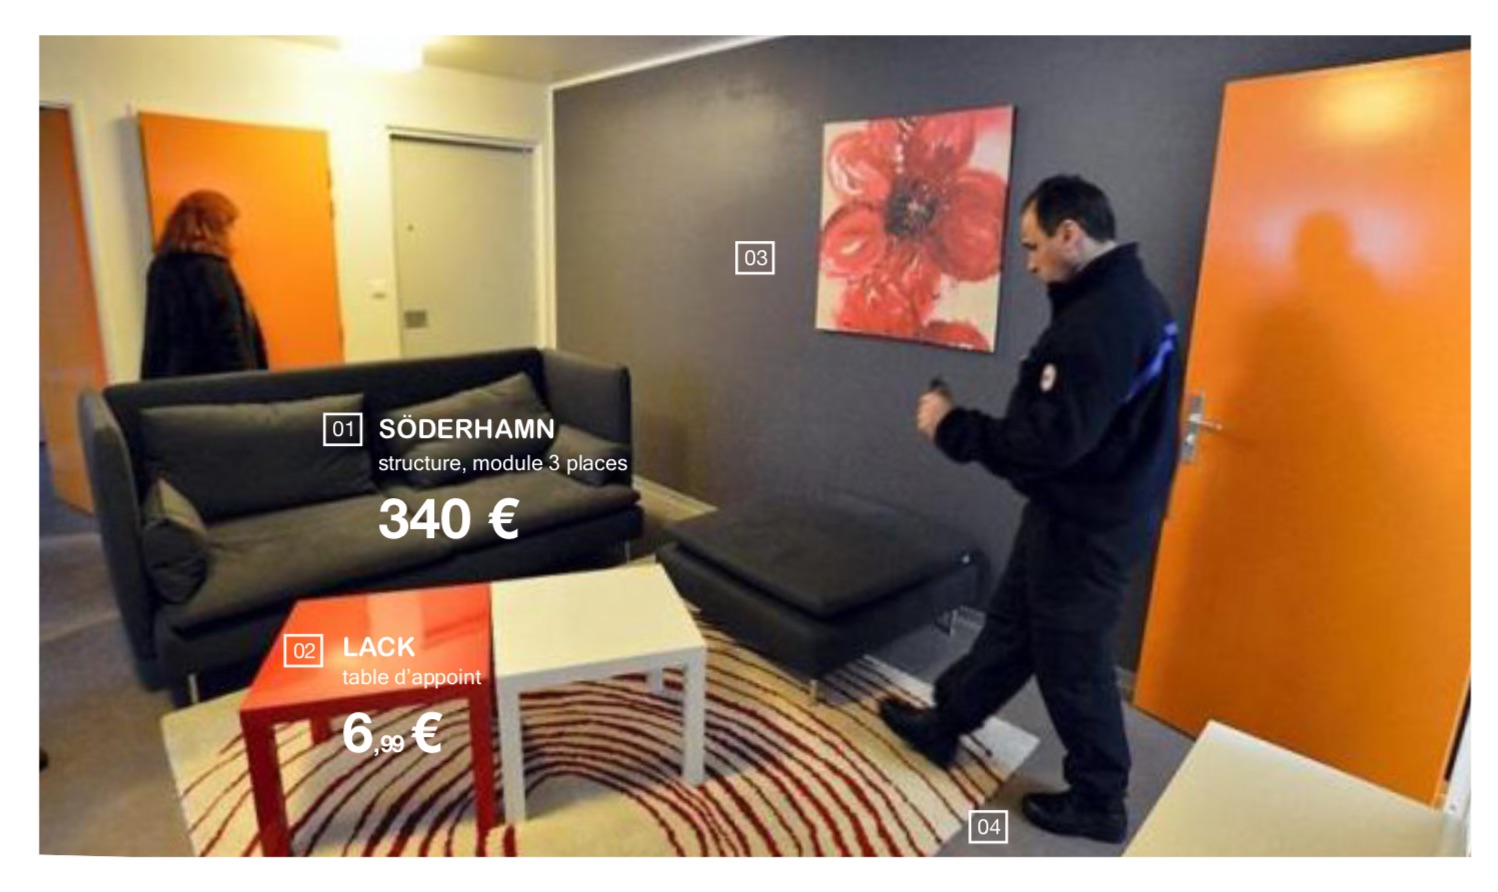 03
01 SÖDERHAMN
structure, module 3 places
340 €
02 LACK
table d'appoint
6,99 €
04